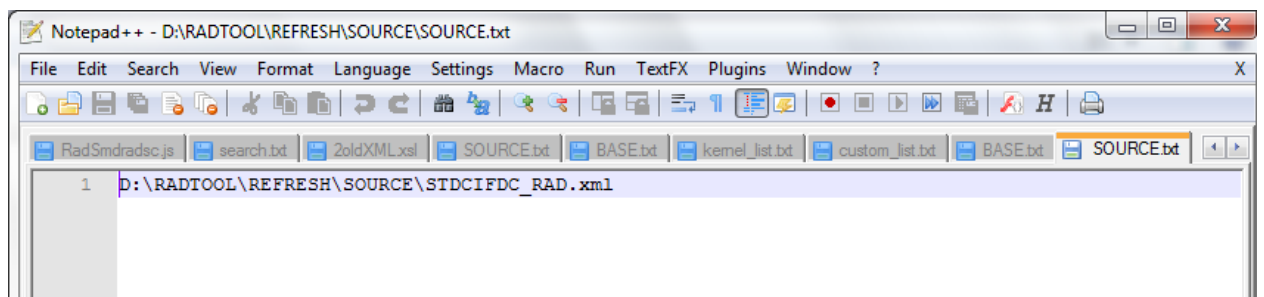 Notepad++ - D:\RADTOOL\REFRESH\SOURCE\SOURCE.txt
File Edit Search View Format Language Settings Macro Run TextFX Plugins Window ? X
RadSmdradsc.js search.txt 2oldXML.xsl SOURCE.txt BASE.txt kernel_list.txt custom_list.txt BASE.txt SOURCE.txt
1 D:\RADTOOL\REFRESH\SOURCE\STDCIFDC_RAD.xml